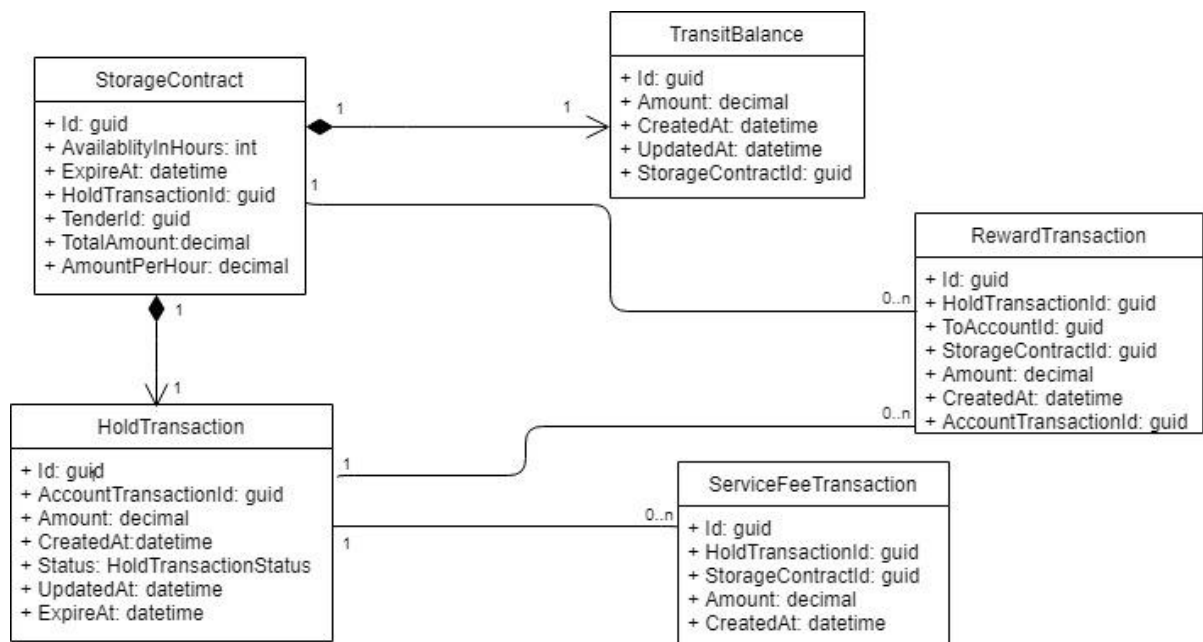 TransitBalance
+ Id: guid
+ Amount: decimal
+ CreatedAt: datetime
+ UpdatedAt: datetime
+ StorageContractId: guid
StorageContract
+ Id: guid
+ AvailablityInHours: int
+ ExpireAt: datetime
+ HoldTransactionId: guid
+ TenderId: guid
+ TotalAmount:decimal
+ AmountPerHour: decimal
1
1
1
0..n
1
1
RewardTransaction
+ Id: guid
+ HoldTransactionId: guid
+ ToAccountId: guid
+ StorageContractId: guid
+ Amount: decimal
+ CreatedAt: datetime
+ AccountTransactionId: guid
HoldTransaction
+ Id: guid
+ AccountTransactionId: guid
+ Amount: decimal
+ CreatedAt:datetime
+ Status: HoldTransactionStatus
+ UpdatedAt: datetime
+ ExpireAt: datetime
1
0..n
1
0..n
ServiceFeeTransaction
+ Id: guid
+ HoldTransactionId: guid
+ StorageContractId: guid
+ Amount: decimal
+ CreatedAt: datetime